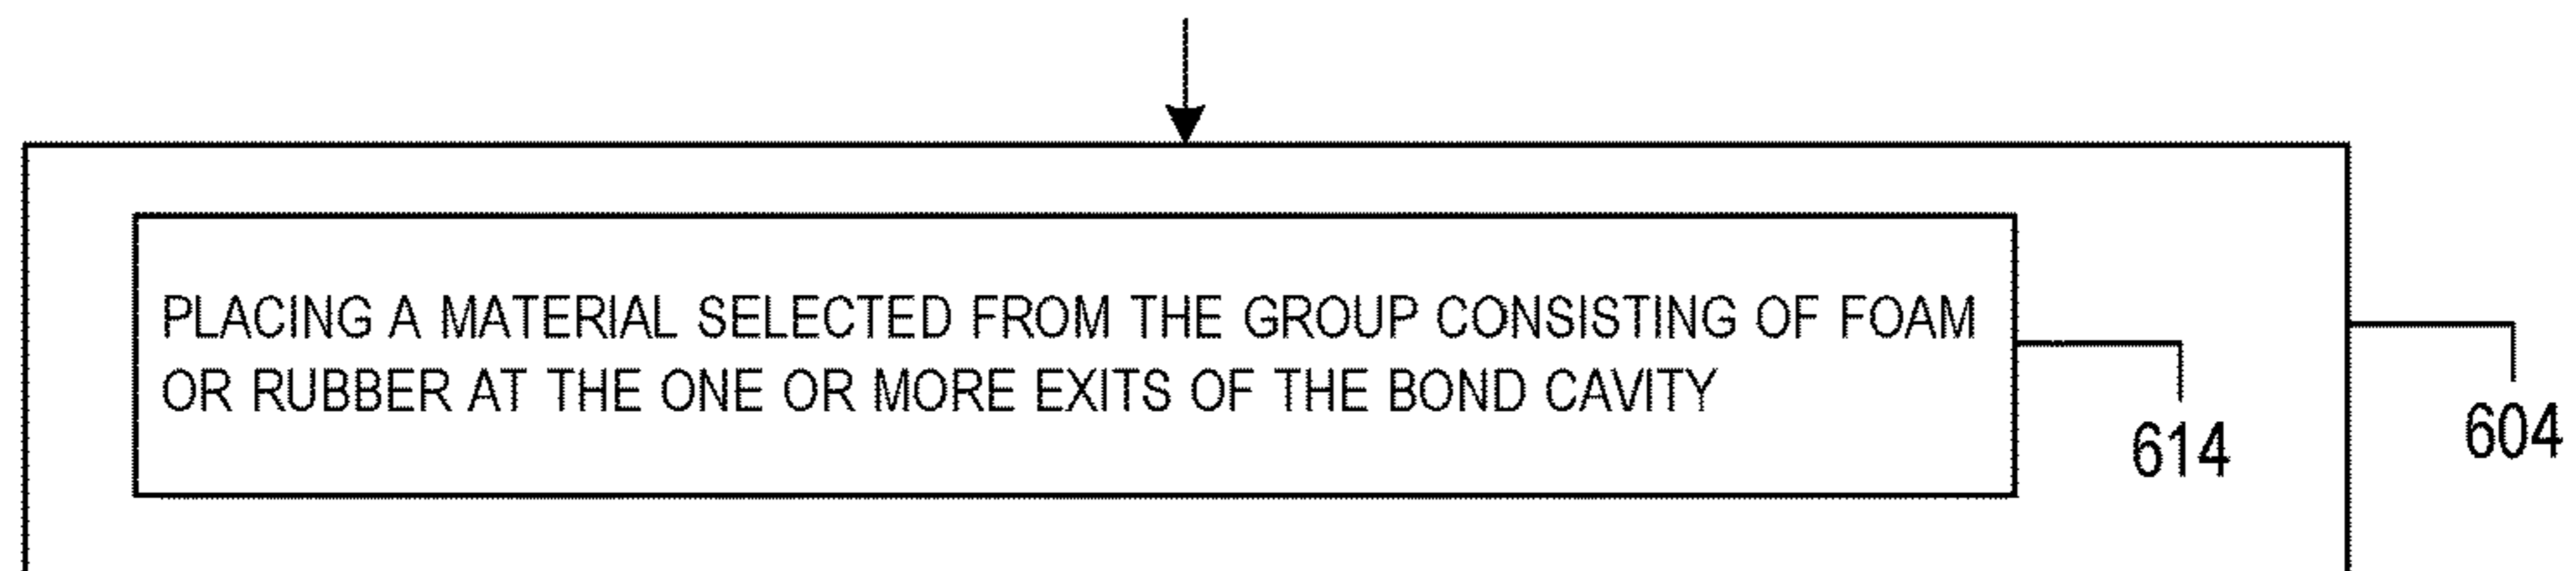 PLACING A MATERIAL SELECTED FROM THE GROUP CONSISTING OF FOAM
OR RUBBER AT THE ONE OR MORE EXITS OF THE BOND CAVITY
614
604